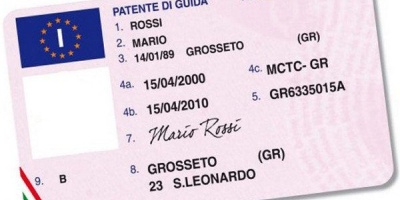 PATENTE DI GUIDA
I
1. ROSSI
2. MARIO
3. 14/01/89 GROSSETO (GR)
4a. 15/04/2000 4c. MCTC- GR
4b. 15/04/2010 5. GR6335015A
7. Mario Rossi
8. GROSSETO (GR)
23 S.LEONARDO
9. B